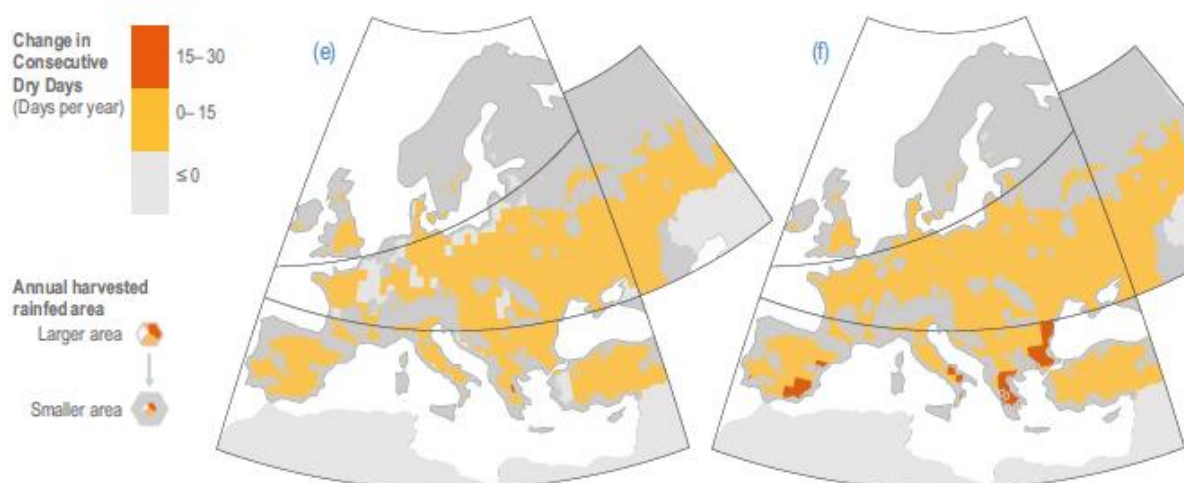 Change in
Consecutive
Dry Days
(Days per year)
15–30
0–15
≤ 0
Annual harvested
rainfed area
Larger area
Smaller area
(e)
(f)